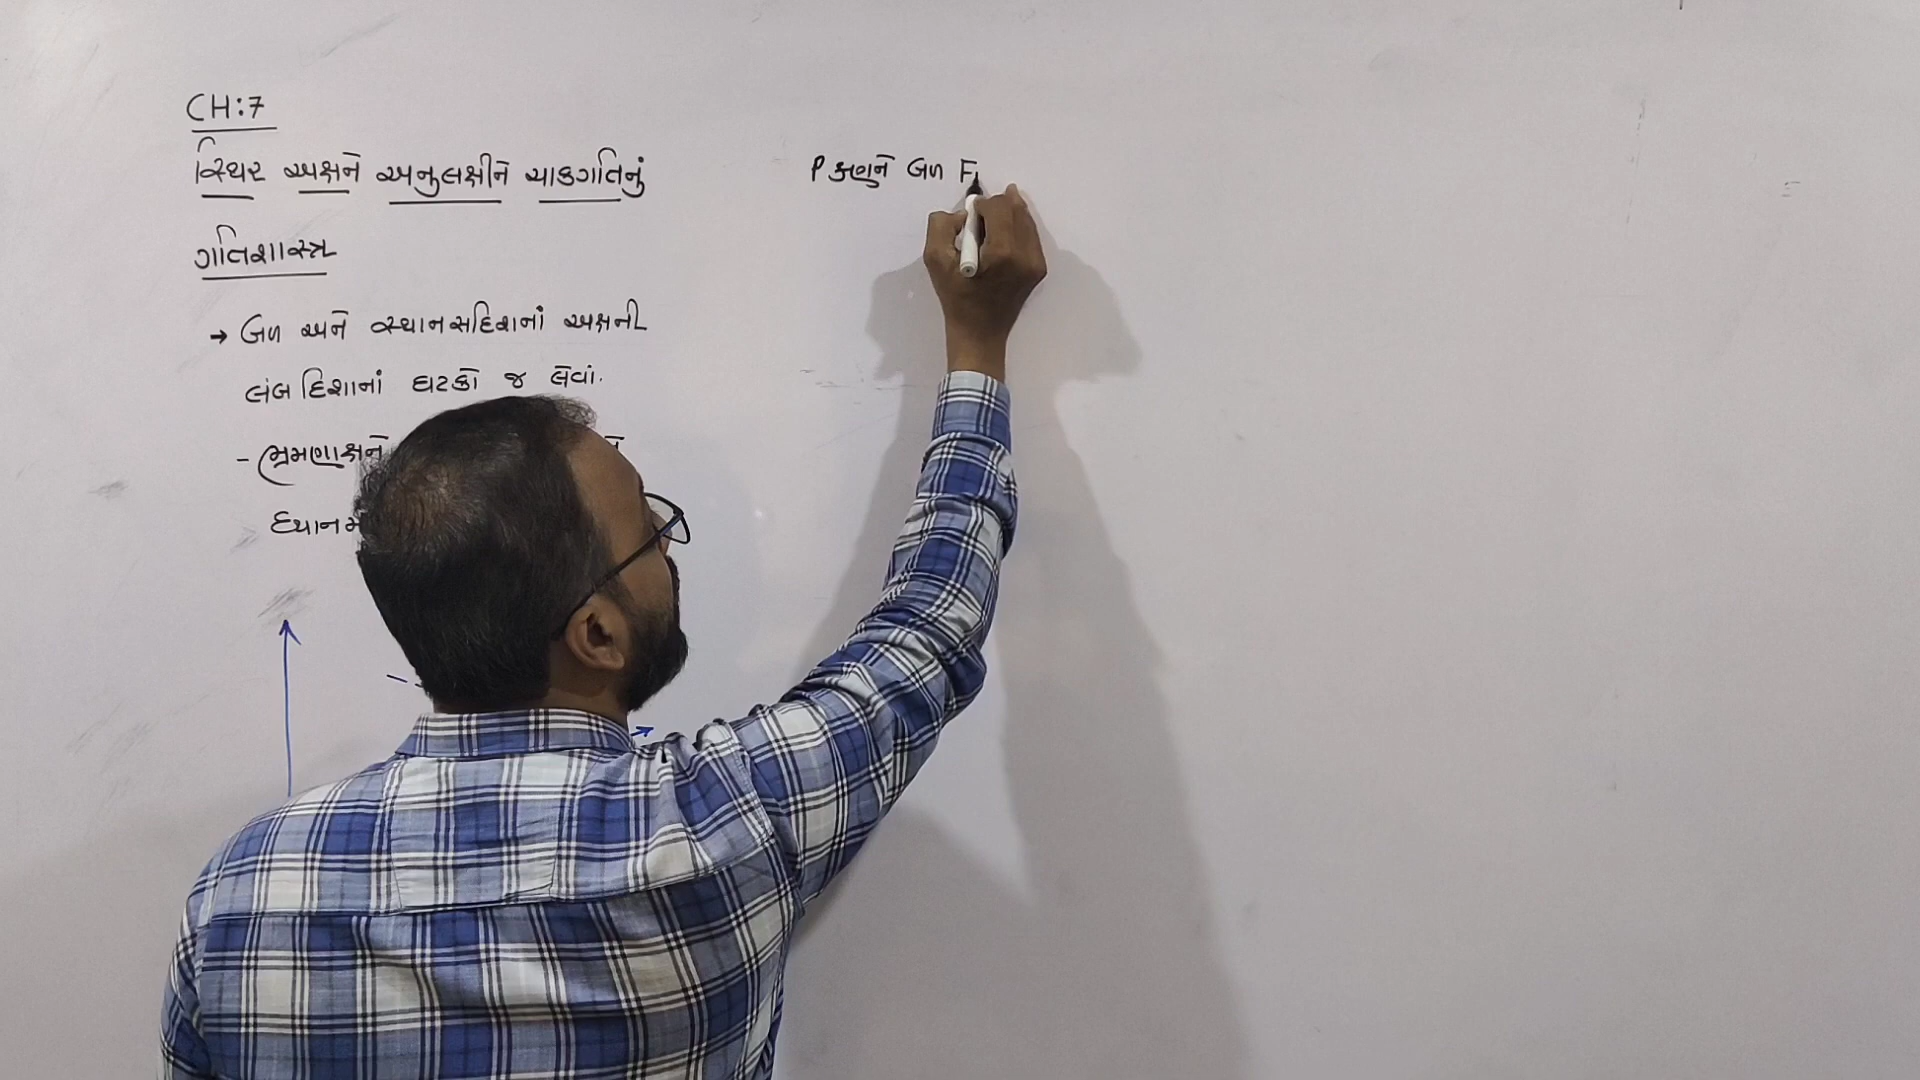 CH:7
સ્થિર અક્ષને અનુલક્ષીને ચાકગતિનું
ગતિશાસ્ત્ર
→ બળ અને સ્થાનસદિશનાં અક્ષની
લંબ દિશાનાં ઘટકો જ લેવાં.
- ભ્રમણાક્ષને
ધ્યાનમ
P કણને બળ F₁